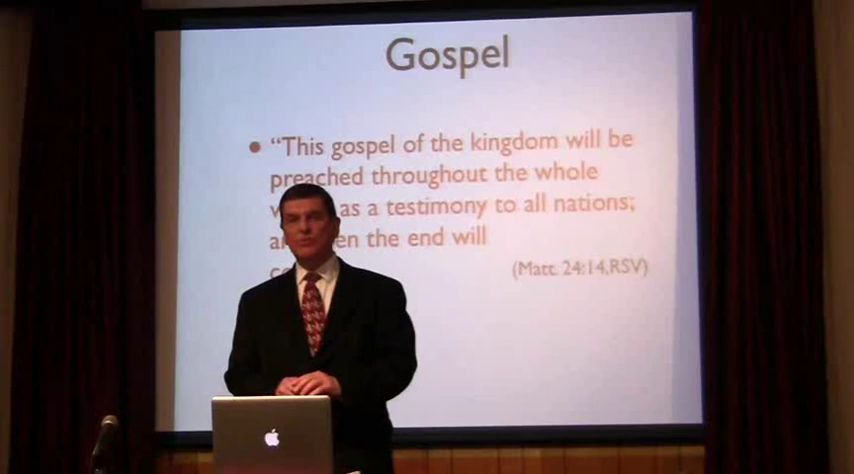 Gospel
• “This gospel of the kingdom will be
preached throughout the whole
as a testimony to all nations;
the end will
(Matt. 24:14,RSV)